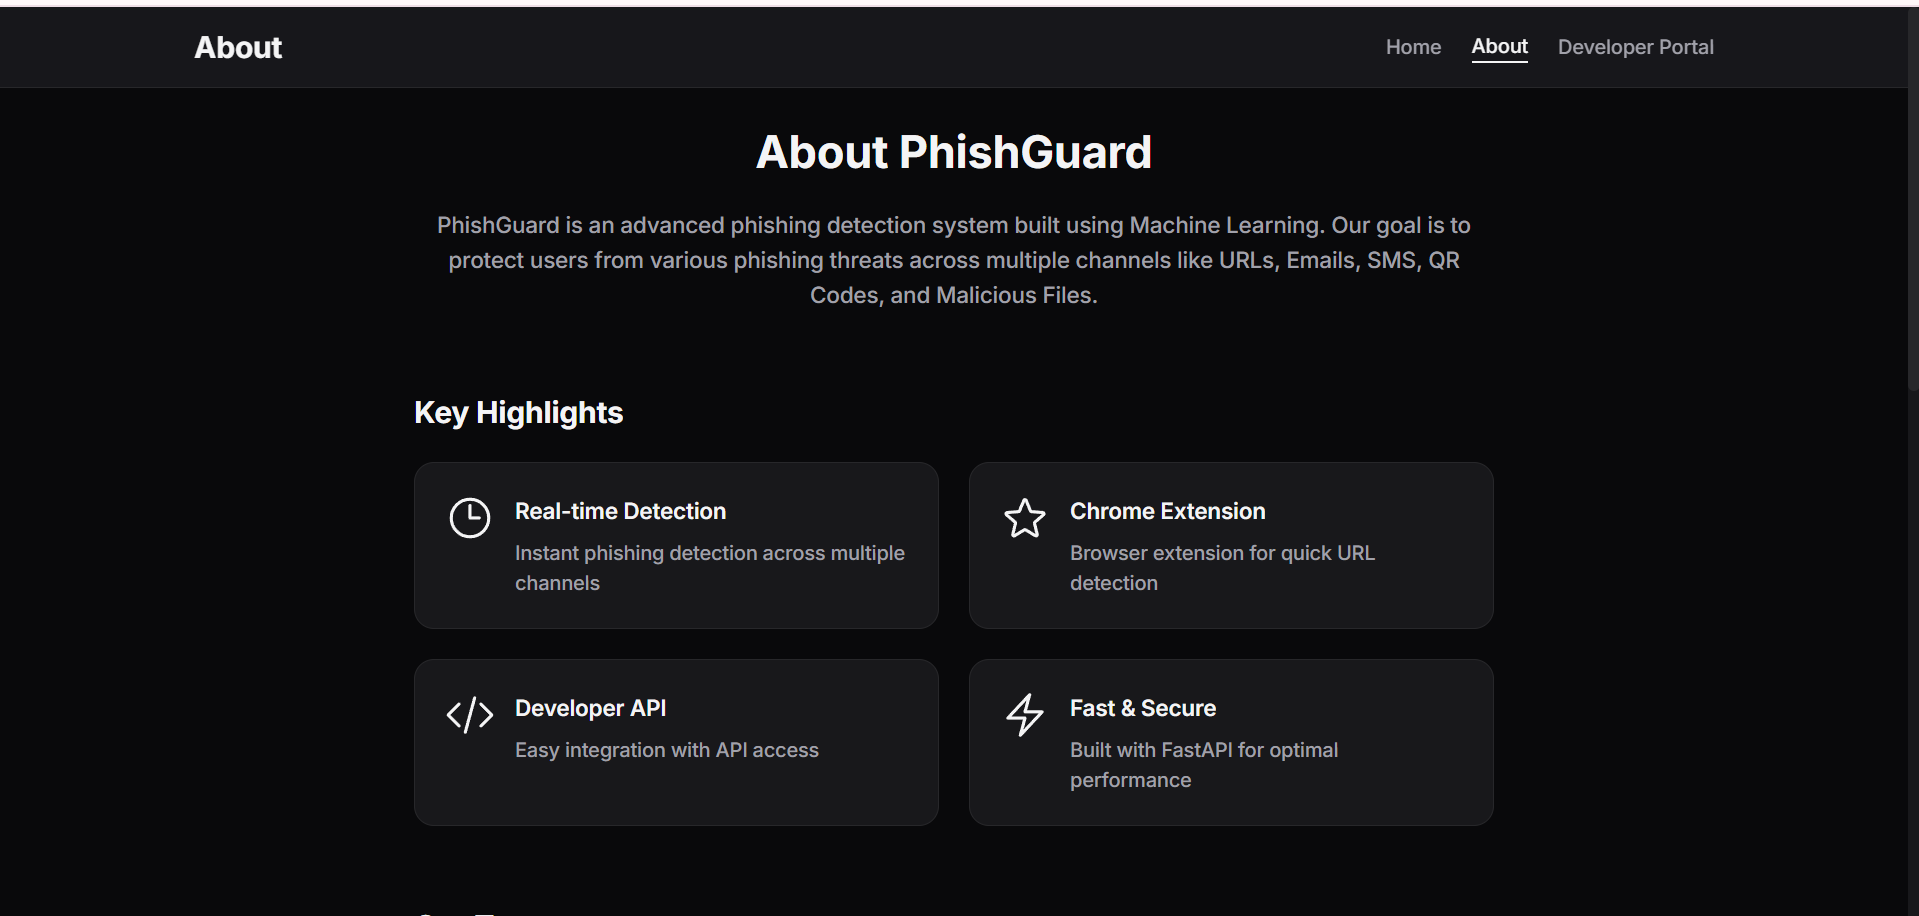 About
Home
About
Developer Portal
About PhishGuard
PhishGuard is an advanced phishing detection system built using Machine Learning. Our goal is to
protect users from various phishing threats across multiple channels like URLs, Emails, SMS, QR
Codes, and Malicious Files.
Key Highlights
Real-time Detection
Instant phishing detection across multiple
channels
Chrome Extension
Browser extension for quick URL
detection
Developer API
Easy integration with API access
Fast & Secure
Built with FastAPI for optimal
performance